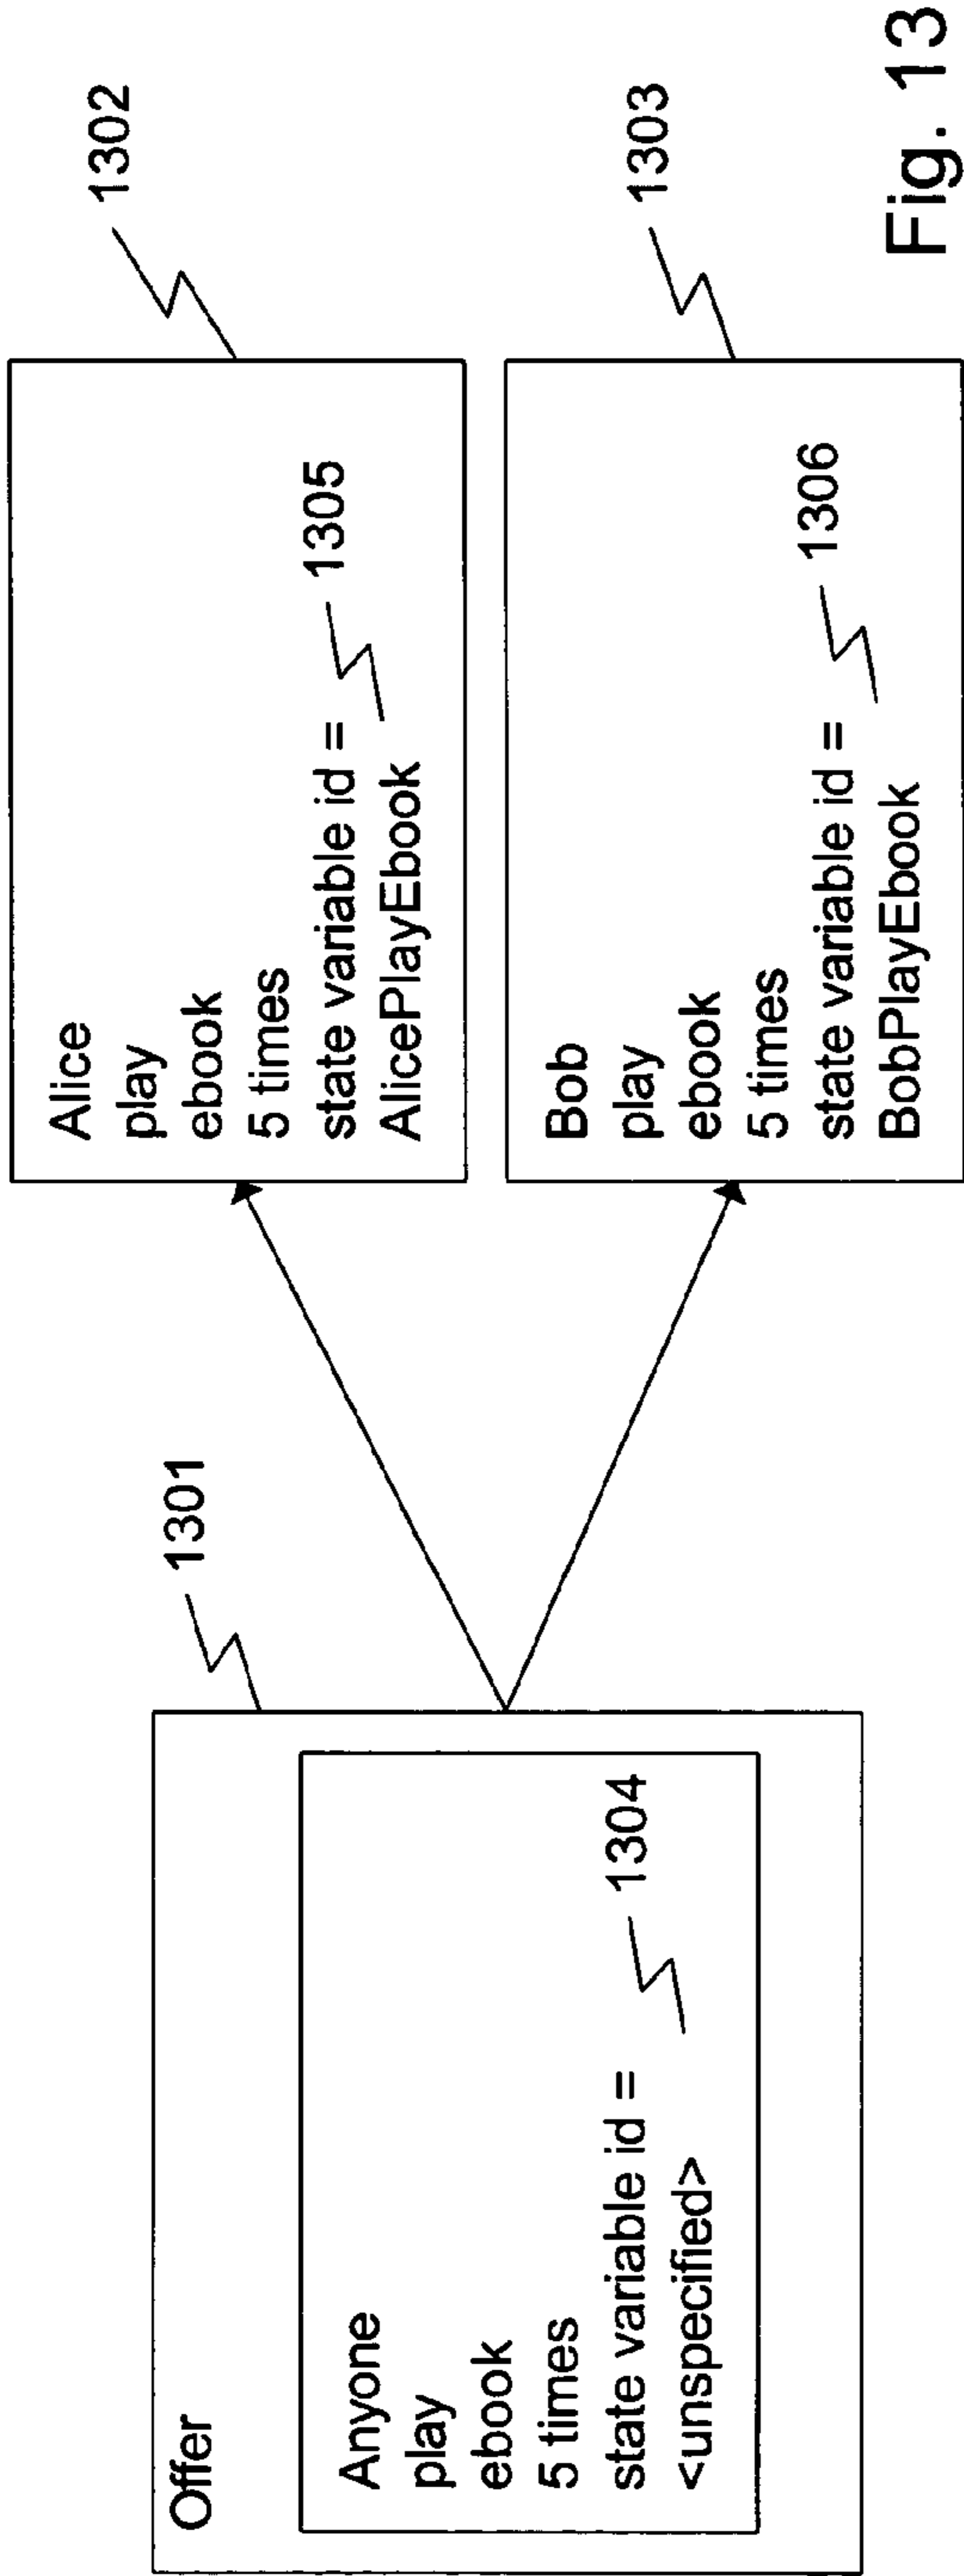 Offer
1301
Anyone
play
ebook
5 times
state variable id =
<unspecified>
1304
1302
Alice
play
ebook
5 times
state variable id =
AlicePlayEbook
1305
1303
Bob
play
ebook
5 times
state variable id =
BobPlayEbook
1306
Fig. 13